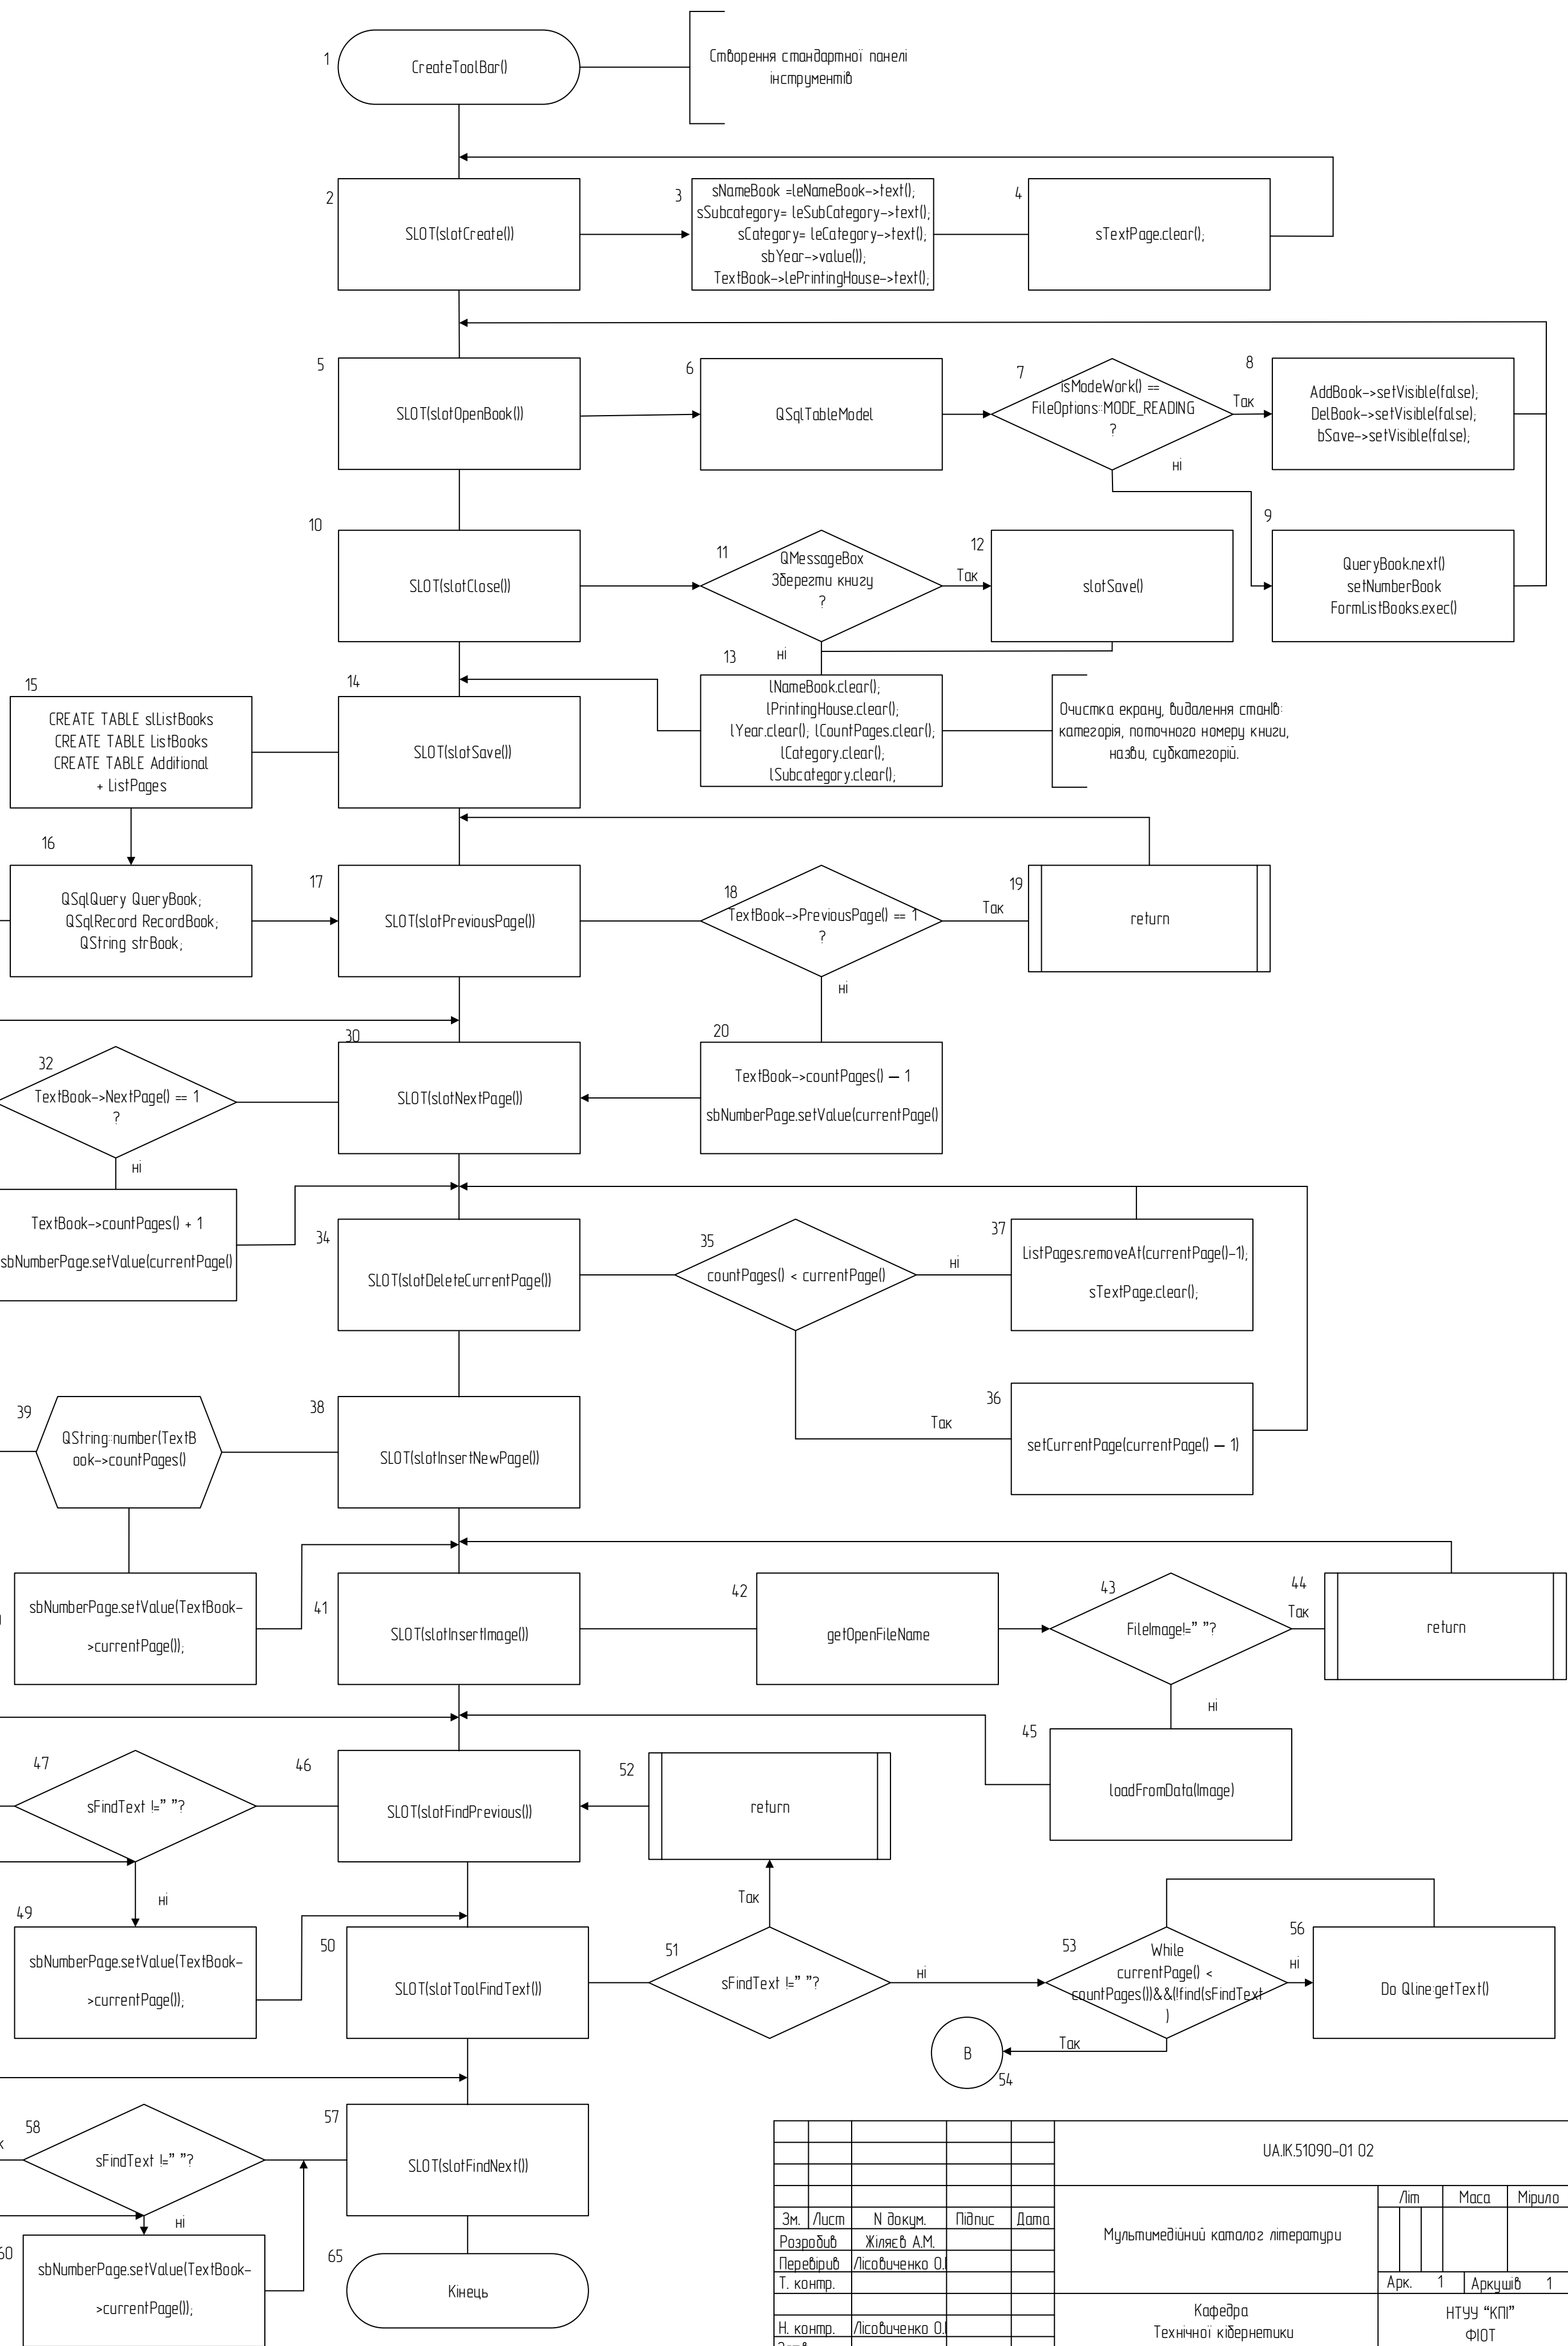 1
CreateToolBar()
Створення стандартної панелі
інструментів
2
SLOT(slotCreate())
3
sNameBook =leNameBook->text();
sSubcategory= leSubCategory->text();
sCategory= leCategory->text();
sbYear->value());
TextBook->lePrintingHouse->text();
4
sTextPage.clear();
5
SLOT(slotOpenBook())
6
QSqlTableModel
7
isModeWork() ==
FileOptions::MODE_READING
?
Так
ні
8
AddBook->setVisible(false);
DelBook->setVisible(false);
bSave->setVisible(false);
9
QueryBook.next()
setNumberBook
FormListBooks.exec()
10
SLOT(slotClose())
11
QMessageBox
Зберегти книгу
?
Так
ні
12
slotSave()
13
lNameBook.clear();
lPrintingHouse.clear();
lYear.clear(); lCountPages.clear();
lCategory.clear();
lSubcategory.clear();
Очистка екрану, видалення станів:
категорія, поточного номеру книги,
назви, субкатегорій.
14
SLOT(slotSave())
15
CREATE TABLE slListBooks
CREATE TABLE ListBooks
CREATE TABLE Additional
+ ListPages
16
QSqlQuery QueryBook;
QSqlRecord RecordBook;
QString strBook;
17
SLOT(slotPreviousPage())
18
TextBook->PreviousPage() == 1
?
Так
ні
19
return
20
TextBook->countPages() – 1
sbNumberPage.setValue(currentPage()
30
SLOT(slotNextPage())
32
TextBook->NextPage() == 1
?
ні
TextBook->countPages() + 1
sbNumberPage.setValue(currentPage()
34
SLOT(slotDeleteCurrentPage())
35
countPages() < currentPage()
ні
Так
37
ListPages.removeAt(currentPage()-1);
sTextPage.clear();
36
setCurrentPage(currentPage() – 1)
38
SLOT(slotInsertNewPage())
39
QString::number(TextB
ook->countPages()
sbNumberPage.setValue(TextBook-
>currentPage());
41
SLOT(slotInsertImage())
42
getOpenFileName
43
FileImage!=" "?
Так
ні
44
return
45
loadFromData(Image)
46
SLOT(slotFindPrevious())
47
sFindText !=" "?
ні
49
sbNumberPage.setValue(TextBook-
>currentPage());
52
return
50
SLOT(slotToolFindText())
51
sFindText !=" "?
Так
ні
53
While
currentPage() <
countPages())&&(!find(sFindText
)
ні
Так
56
Do Qline:getText()
B
54
57
SLOT(slotFindNext())
58
sFindText !=" "?
ні
60
sbNumberPage.setValue(TextBook-
>currentPage());
65
Кінець
UA.IK.51090-01 02
Зм. Лист N докум. Підпис Дата
Розробив Жіляєв А.М.
Перевірив Лісовиченко О.
Т. контр.
Н. контр. Лісовиченко О.
Мультимедійний каталог літератури
Літ Маса Мірило
Арк. 1 Аркушів 1
Кафедра
Технічної кібернетики
НТУУ "КПІ"
ФІОТ